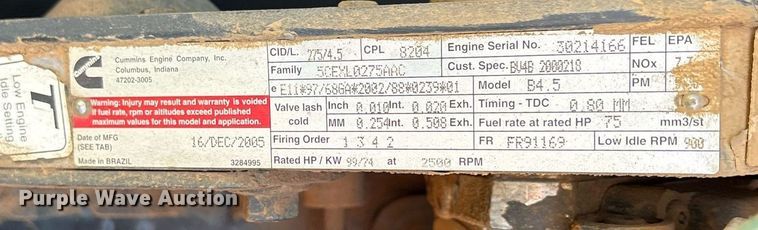 Low Engine
Idle Setting
Cummins
Cummins Engine Company, Inc.
Columbus, Indiana
47202-3005
Warning: Injury may result and warranty is voided
if fuel rate, rpm or altitudes exceed published
maximum values for this model and application.
Date of MFG 16/DEC/2005
(SEE TAB)
Made in BRAZIL 3284995
CID/L. 275/4.5 CPL 8204 Engine Serial No. 30214166 FEL EPA
Family 5CEXL0275AAC Cust. Spec. BU4B 2000218 NOx
e E11*97/68GA*2002/88*0239*01 Model B4.5 PM
Valve lash cold Inch 0.010 Int. 0.020 Exh. Timing - TDC 0.80 MM
MM 0.254 Int. 0.508 Exh. Fuel rate at rated HP 75 mm3/st
Firing Order 1 3 4 2 FR FR91169 Low Idle RPM 900
Rated HP / KW 99/74 at 2500 RPM
Purple Wave Auction